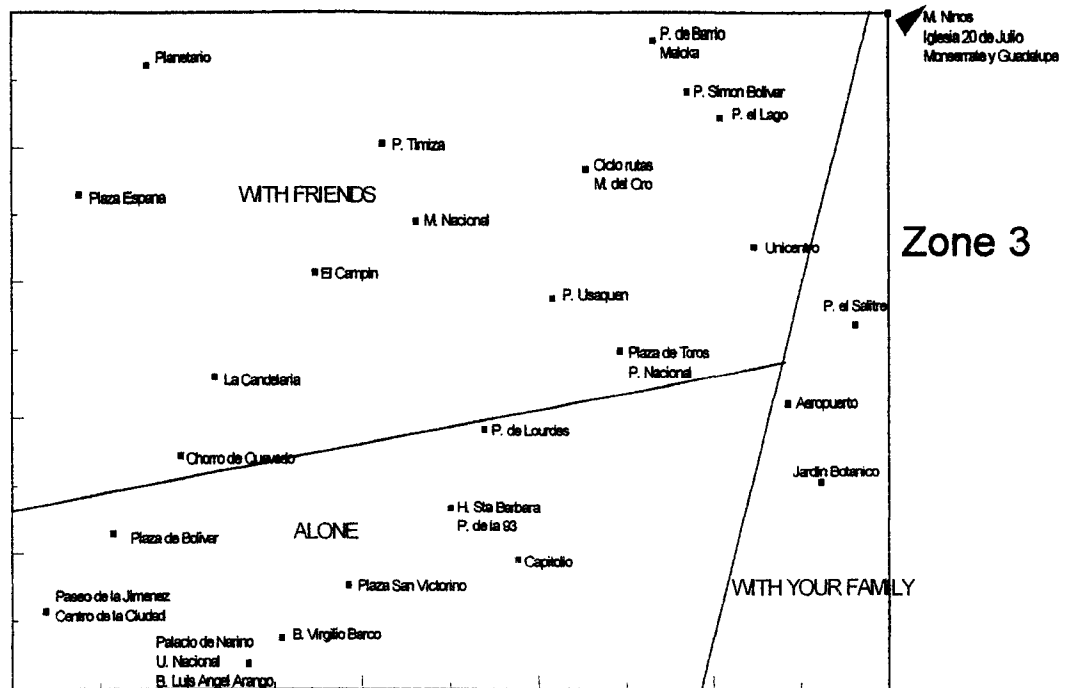 M. Ninos
Iglesia 20 de Julio
Monserrate y Guadalupe
P. de Barrio
Maloka
Planetario
P. Simon Bolivar
P. el Lago
P. Timiza
Ciclo rutas
M. del Oro
Plaza Espana
WITH FRIENDS
M. Nacional
Zone 3
Unicentro
El Campin
P. Usaquen
P. el Salitre
Plaza de Toros
P. Nacional
La Candelaria
Aeropuerto
P. de Lourdes
Chorro de Quevedo
Jardin Botanico
H. Sta Barbara
P. de la 93
ALONE
Plaza de Bolivar
Capitolio
Plaza San Victorino
WITH YOUR FAMILY
Paseo de la Jimenez
Centro de la Ciudad
B. Virgilio Barco
Palacio de Narino
U. Nacional
B. Luis Angel Arango